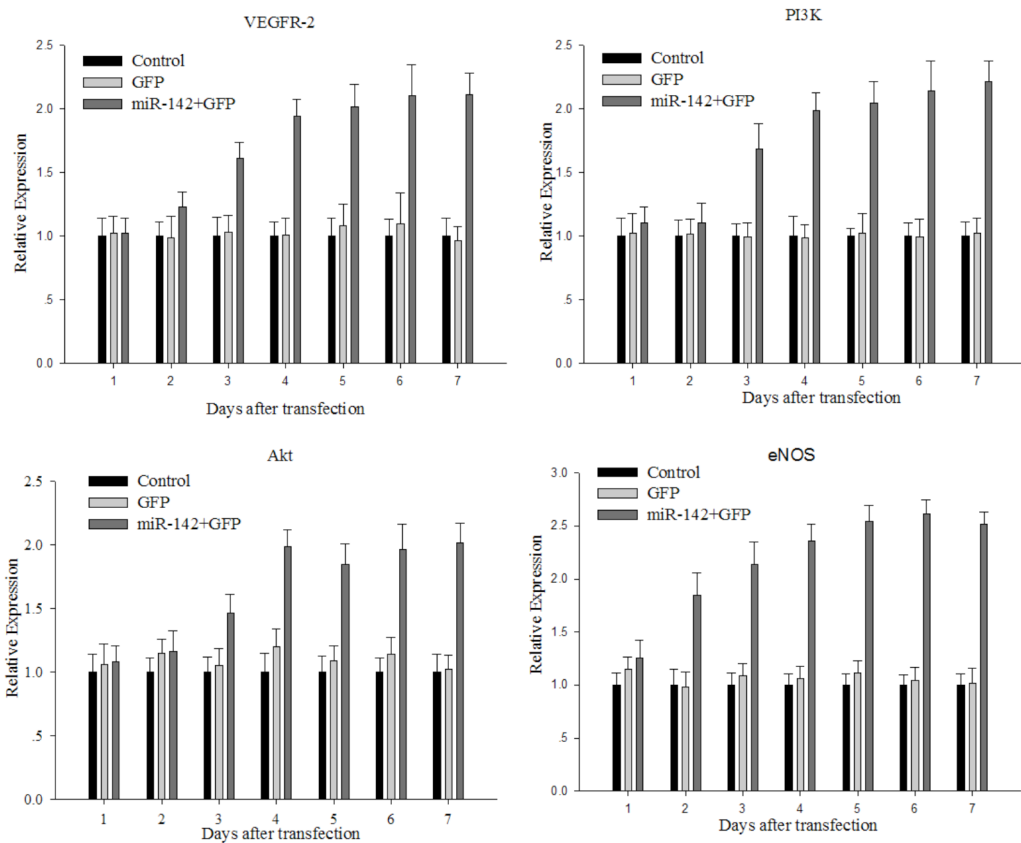 VEGFR-2
Relative Expression
2.5
2.0
1.5
1.0
.5
0.0
Control
GFP
miR-142+GFP
1 2 3 4 5 6 7
Days after transfection
PI3K
Relative Expression
2.5
2.0
1.5
1.0
.5
0.0
Control
GFP
miR-142+GFP
1 2 3 4 5 6 7
Days after transfection
Akt
Relative Expression
2.5
2.0
1.5
1.0
.5
0.0
Control
GFP
miR-142+GFP
1 2 3 4 5 6 7
Days after transfection
eNOS
Relative Expression
3.0
2.5
2.0
1.5
1.0
.5
0.0
Control
GFP
miR-142+GFP
1 2 3 4 5 6 7
Days after transfection